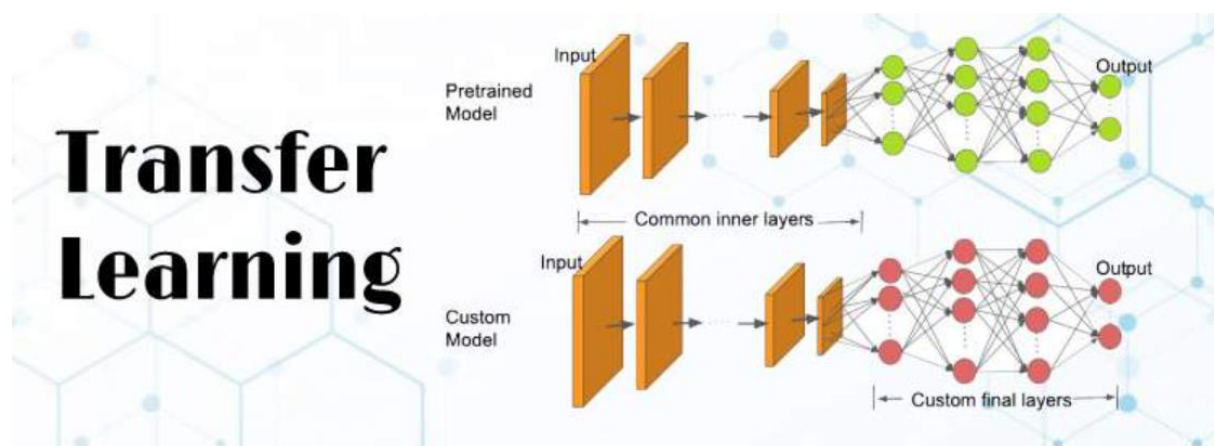 Transfer
Learning
Pretrained
Model
Input
Output
Common inner layers
Custom
Model
Input
Output
Custom final layers